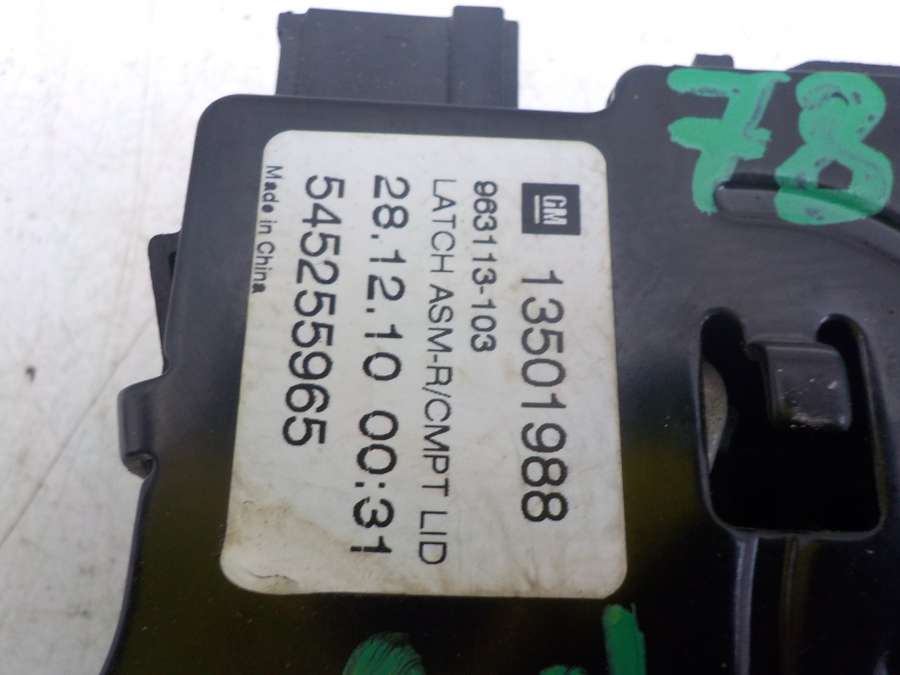 78
GM 13501988
963113-103
LATCH ASM-R/CMPT LID
28.12.10 00:31
545255965
Made in China